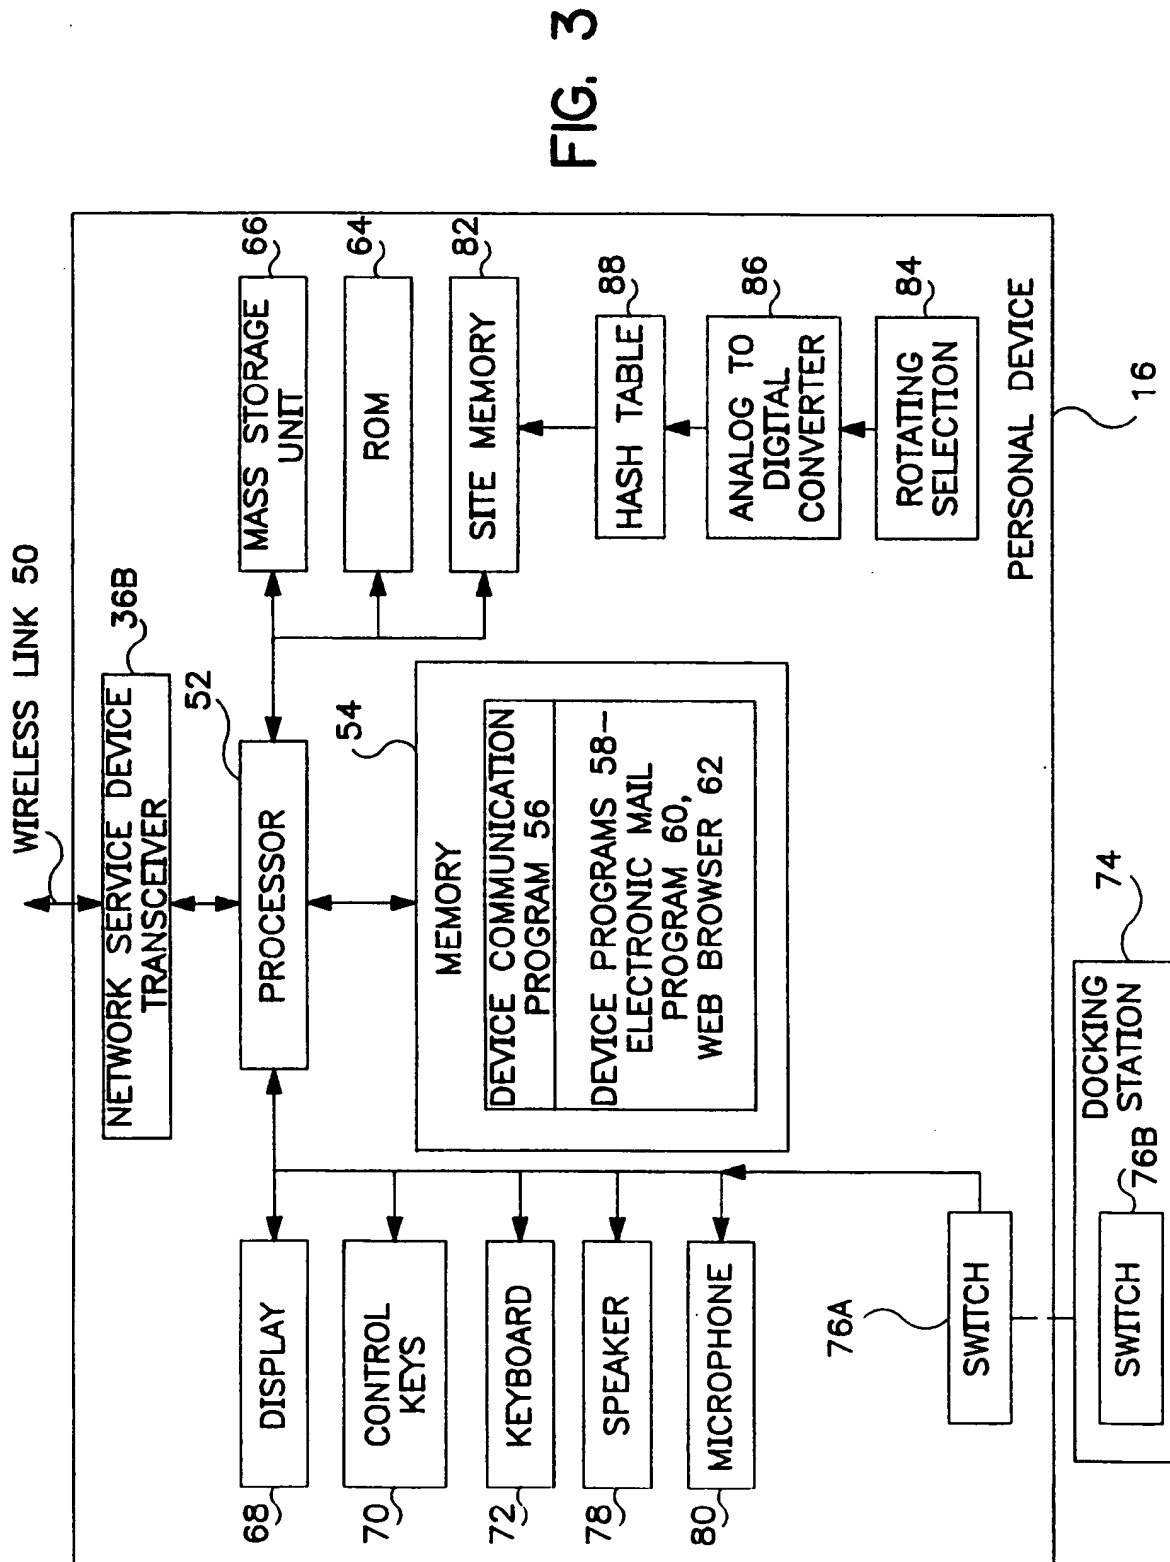 WIRELESS LINK 50
NETWORK SERVICE DEVICE
TRANSCEIVER
36B
PROCESSOR
52
MEMORY
54
DEVICE COMMUNICATION
PROGRAM 56
DEVICE PROGRAMS 58—
ELECTRONIC MAIL
PROGRAM 60,
WEB BROWSER 62
DISPLAY
68
CONTROL
KEYS
70
KEYBOARD
72
SPEAKER
78
MICROPHONE
80
SWITCH
76A
DOCKING
STATION
74
SWITCH
76B
MASS STORAGE
UNIT
66
ROM
64
SITE MEMORY
82
HASH TABLE
88
ANALOG TO
DIGITAL
CONVERTER
86
ROTATING
SELECTION
84
PERSONAL DEVICE
16
FIG. 3